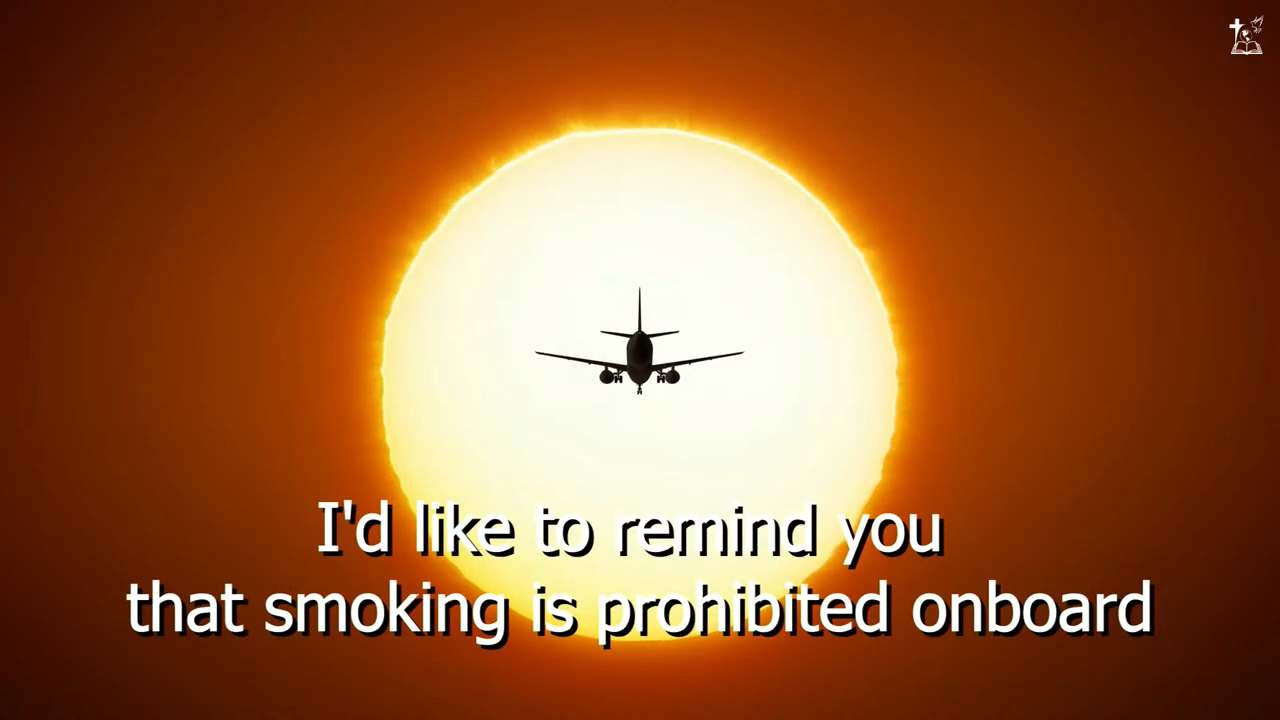 I'd like to remind you
that smoking is prohibited onboard